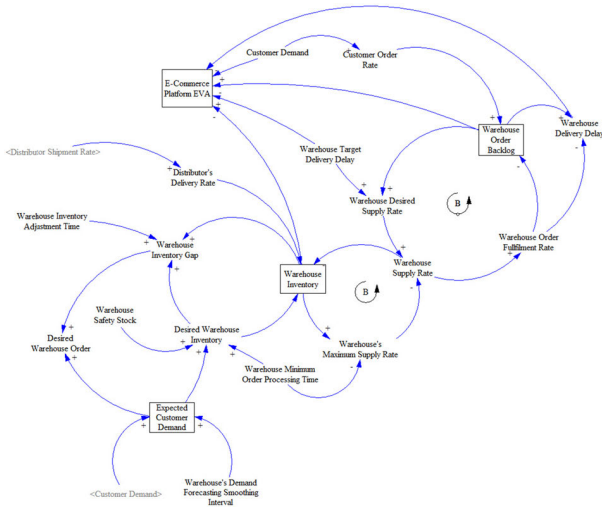 Customer Demand
Customer Order
Rate
E-Commerce
Platform EVA
Warehouse
Order
Backlog
Warehouse
Delivery Delay
<Distributor Shipment Rate>
Warehouse Target
Delivery Delay
Distributor's
Delivery Rate
Warehouse Desired
Supply Rate
B
Warehouse Inventory
Adjustment Time
Warehouse
Inventory Gap
Warehouse Order
Fullfilment Rate
Warehouse
Supply Rate
Warehouse
Inventory
B
Warehouse
Safety Stock
Desired
Warehouse Order
Desired Warehouse
Inventory
Warehouse's
Maximum Supply Rate
Warehouse Minimum
Order Processing Time
Expected
Customer
Demand
<Customer Demand>
Warehouse's Demand
Forecasting Smoothing
Interval